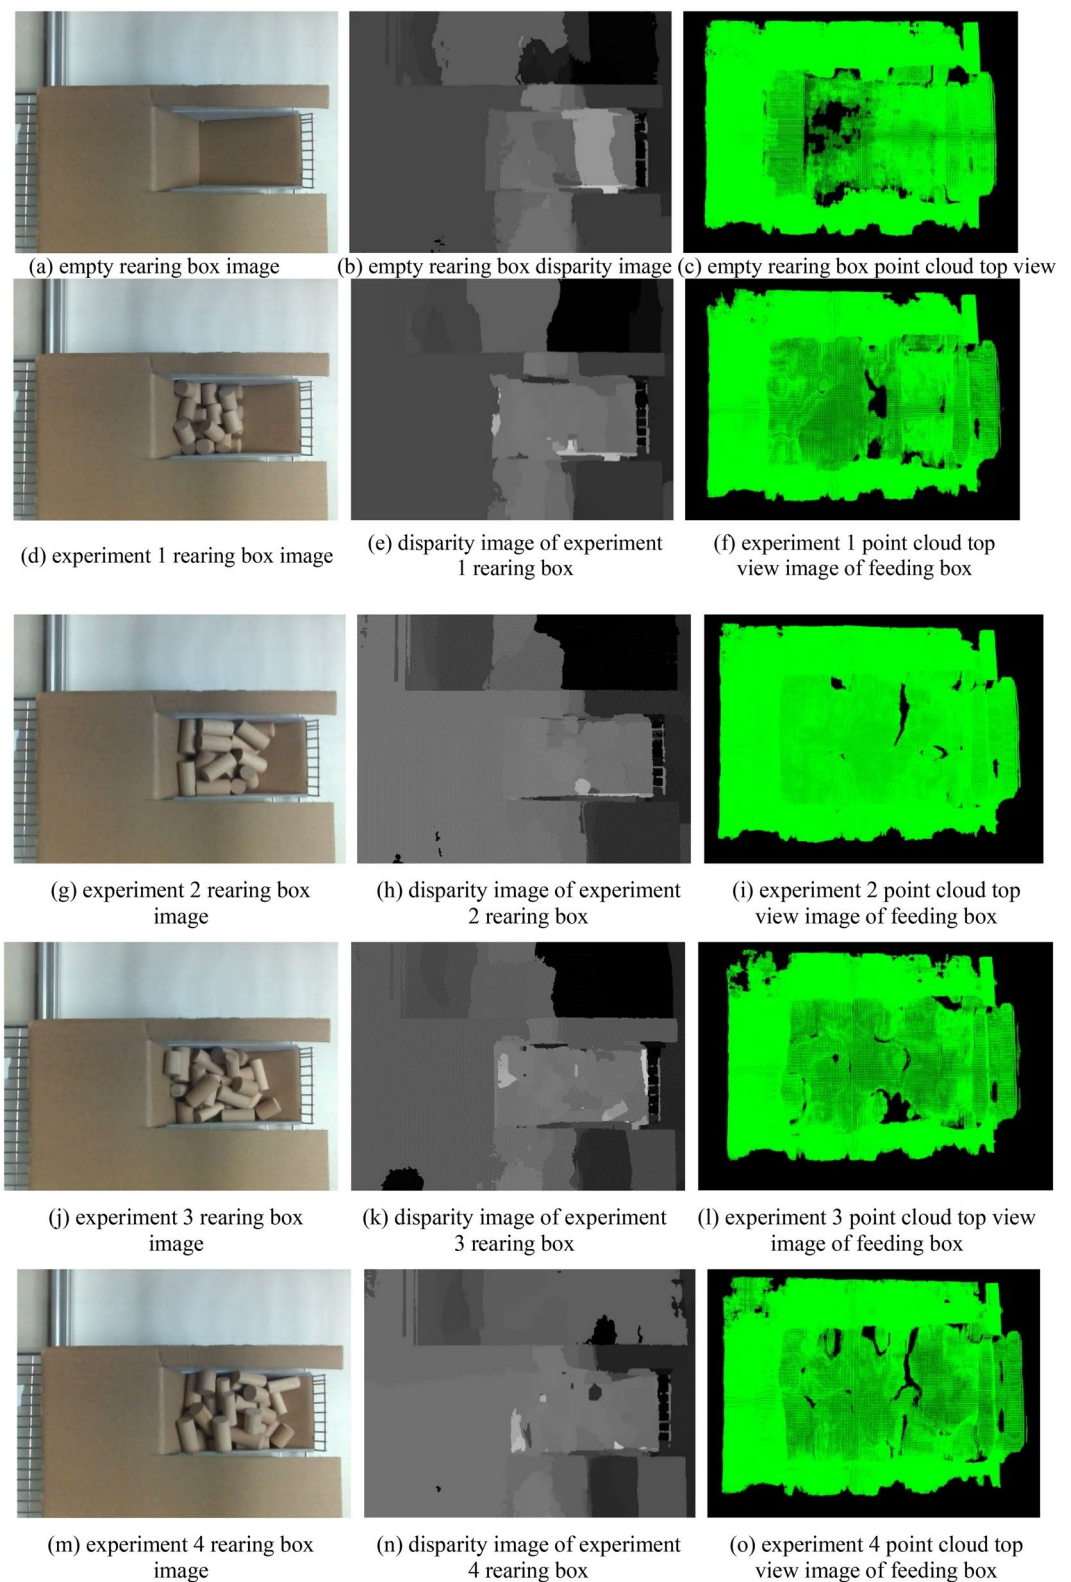 (a) empty rearing box image
(b) empty rearing box disparity image
(c) empty rearing box point cloud top view
(d) experiment 1 rearing box image
(e) disparity image of experiment
1 rearing box
(f) experiment 1 point cloud top
view image of feeding box
(g) experiment 2 rearing box
image
(h) disparity image of experiment
2 rearing box
(i) experiment 2 point cloud top
view image of feeding box
(j) experiment 3 rearing box
image
(k) disparity image of experiment
3 rearing box
(l) experiment 3 point cloud top view
image of feeding box
(m) experiment 4 rearing box
image
(n) disparity image of experiment
4 rearing box
(o) experiment 4 point cloud top
view image of feeding box